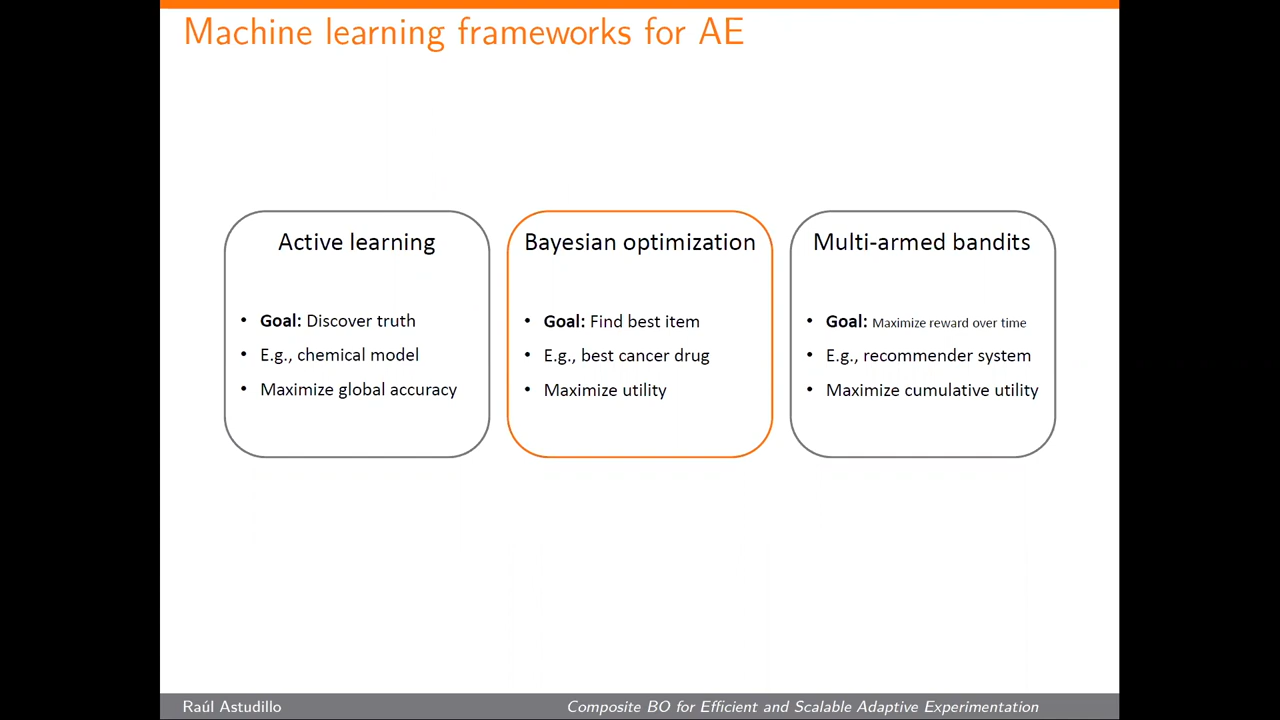 Machine learning frameworks for AE
Active learning
• Goal: Discover truth
• E.g., chemical model
• Maximize global accuracy
Bayesian optimization
• Goal: Find best item
• E.g., best cancer drug
• Maximize utility
Multi-armed bandits
• Goal: Maximize reward over time
• E.g., recommender system
• Maximize cumulative utility
Raúl Astudillo
Composite BO for Efficient and Scalable Adaptive Experimentation